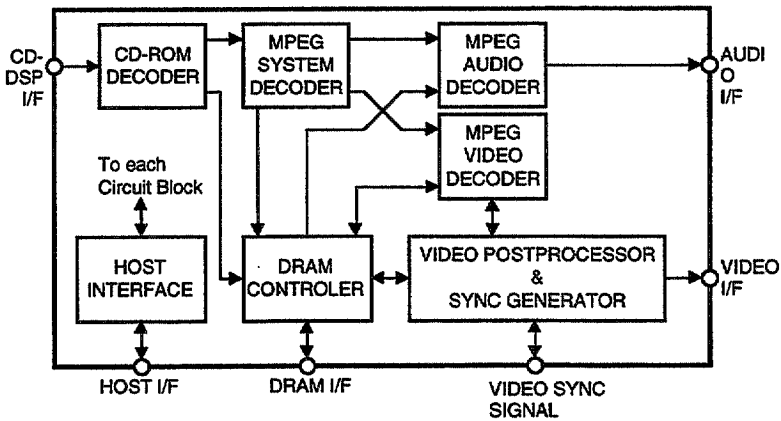 CD-
DSP
I/F
CD-ROM
DECODER
MPEG
SYSTEM
DECODER
MPEG
AUDIO
DECODER
AUDI
O
I/F
MPEG
VIDEO
DECODER
To each
Circuit Block
HOST
INTERFACE
DRAM
CONTROLER
VIDEO POSTPROCESSOR
&
SYNC GENERATOR
VIDEO
I/F
HOST I/F
DRAM I/F
VIDEO SYNC
SIGNAL